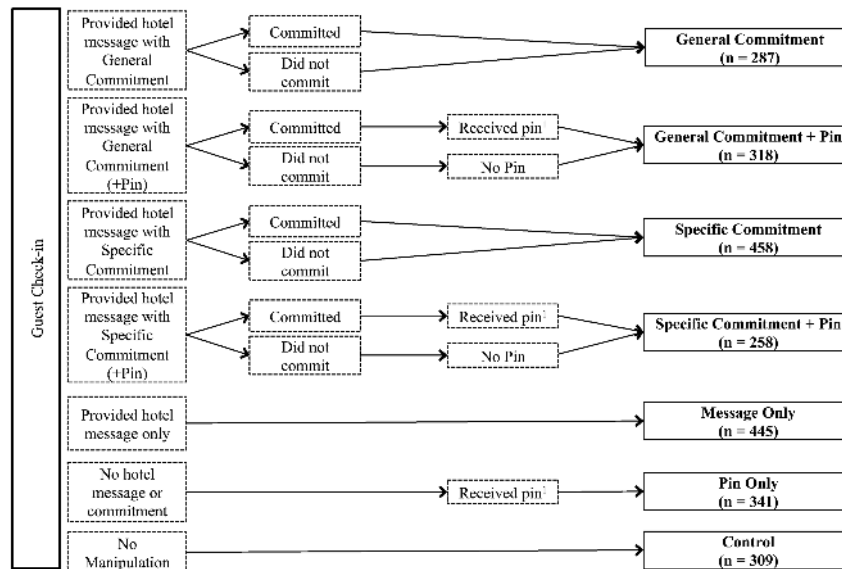 Guest Check-in
Provided hotel
message with
General
Commitment
Committed
Did not
commit
General Commitment
(n = 287)
Provided hotel
message with
General
Commitment
(+Pin)
Committed
Received pin
Did not
commit
No Pin
General Commitment + Pin
(n = 318)
Provided hotel
message with
Specific
Commitment
Committed
Did not
commit
Specific Commitment
(n = 458)
Provided hotel
message with
Specific
Commitment
(+Pin)
Committed
Received pin
Did not
commit
No Pin
Specific Commitment + Pin
(n = 258)
Provided hotel
message only
Message Only
(n = 445)
No hotel
message or
commitment
Received pin
Pin Only
(n = 341)
No
Manipulation
Control
(n = 309)